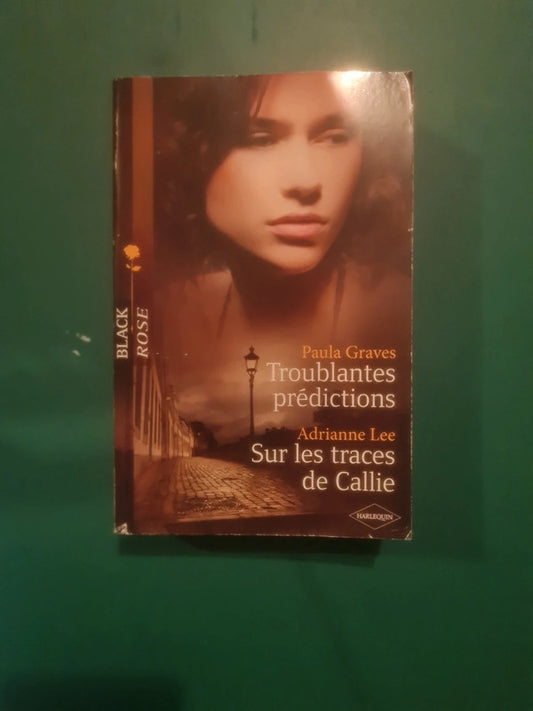 BLACK
ROSE
Paula Graves
Troublantes
prédictions
Adrianne Lee
Sur les traces
de Callie
HARLEQUIN